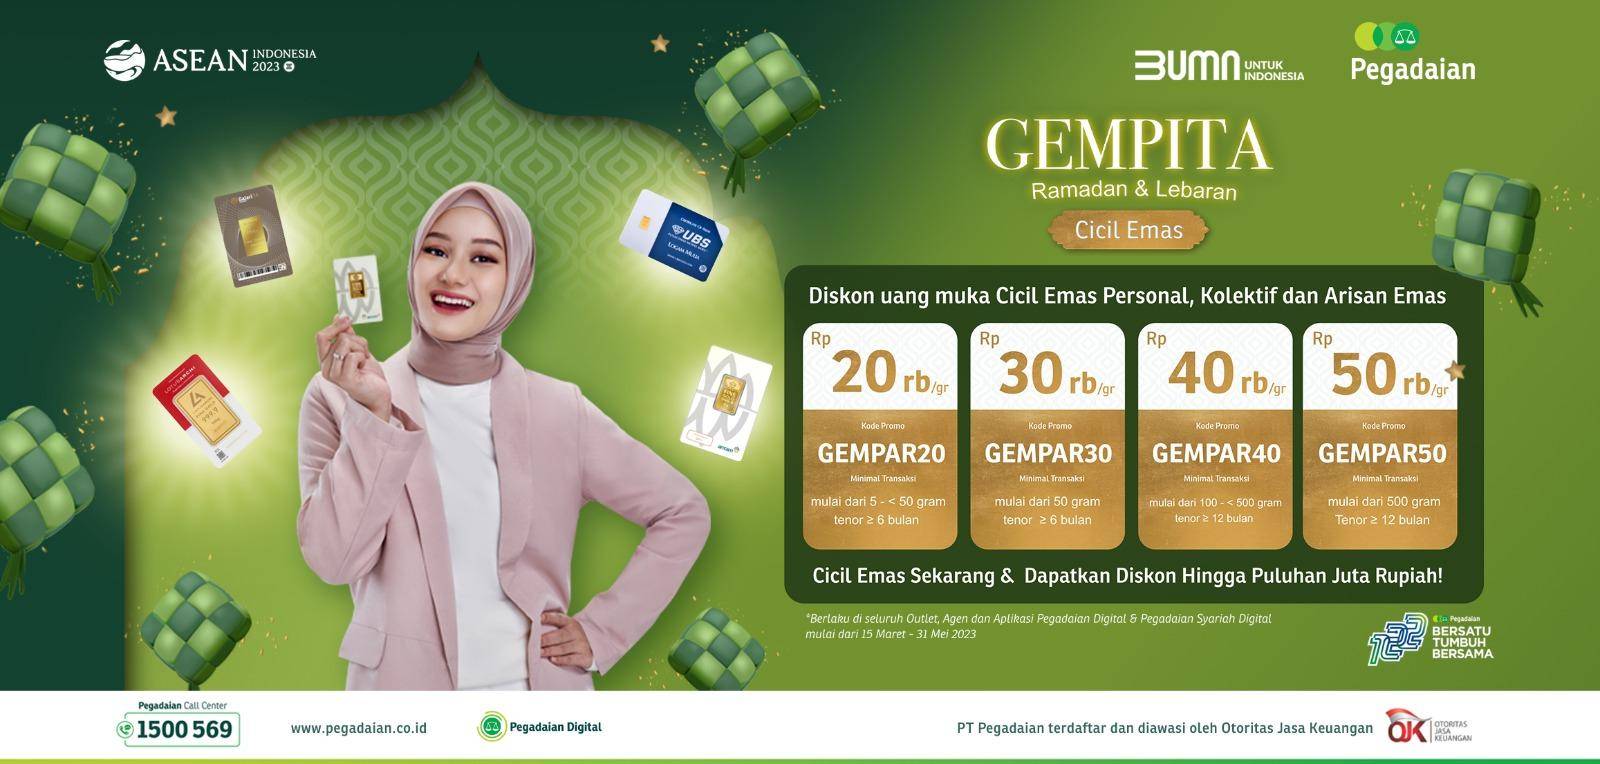 ASEAN INDONESIA
2023
BUMN UNTUK
INDONESIA
Pegadaian
GEMPITA
Ramadan & Lebaran
Cicil Emas
UBS
LOGAM MULIA
999.9
antam
Diskon uang muka Cicil Emas Personal, Kolektif dan Arisan Emas
Rp
20 rb/gr
Kode Promo
GEMPAR20
Minimal Transaksi
mulai dari 5 - < 50 gram
tenor ≥ 6 bulan
Rp
30 rb/gr
Kode Promo
GEMPAR30
Minimal Transaksi
mulai dari 50 gram
tenor ≥ 6 bulan
Rp
40 rb/gr
Kode Promo
GEMPAR40
Minimal Transaksi
mulai dari 100 - < 500 gram
tenor ≥ 12 bulan
Rp
50 rb/gr
Kode Promo
GEMPAR50
Minimal Transaksi
mulai dari 500 gram
Tenor ≥ 12 bulan
Cicil Emas Sekarang & Dapatkan Diskon Hingga Puluhan Juta Rupiah!
*Berlaku di seluruh Outlet, Agen dan Aplikasi Pegadaian Digital & Pegadaian Syariah Digital
mulai dari 15 Maret - 31 Mei 2023
122
Pegadaian
BERSATU
TUMBUH
BERSAMA
Pegadaian Call Center
1500 569
www.pegadaian.co.id
Pegadaian Digital
PT Pegadaian terdaftar dan diawasi oleh Otoritas Jasa Keuangan
OJK
OTORITAS
JASA
KEUANGAN